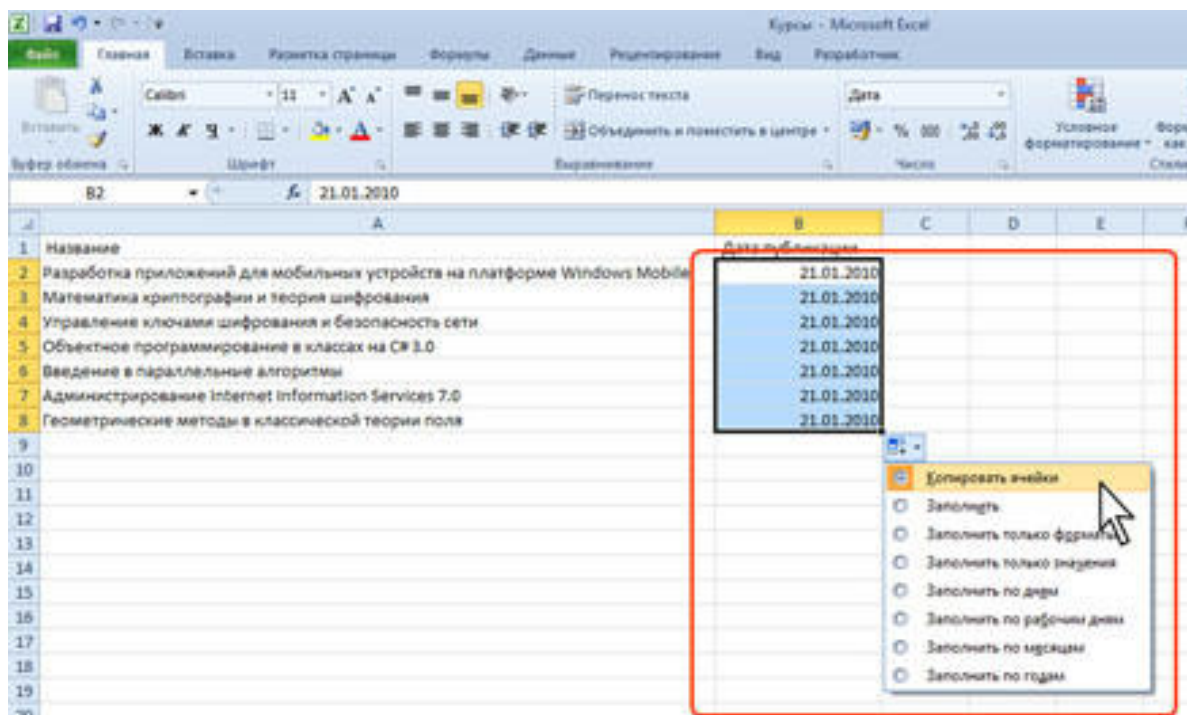 Курсы - Microsoft Excel
Файл Главная Вставка Разметка страницы Формулы Данные Рецензирование Вид Разработчик
Calibri 11 A A Перенос текста Дата
Вставить Ж К Ч Объединить и поместить в центре % 000 Условное форматирование
Буфер обмена Шрифт Выравнивание Число
B2 fx 21.01.2010
A B C D E
1 Название Дата публикации
2 Разработка приложений для мобильных устройств на платформе Windows Mobile 21.01.2010
3 Математика криптографии и теория шифрования 21.01.2010
4 Управление ключами шифрования и безопасность сети 21.01.2010
5 Объектное программирование в классах на C# 3.0 21.01.2010
6 Введение в параллельные алгоритмы 21.01.2010
7 Администрирование Internet Information Services 7.0 21.01.2010
8 Геометрические методы в классической теории поля 21.01.2010
9
10 Копировать ячейки
11 Заполнить
12 Заполнить только форматы
13 Заполнить только значения
14 Заполнить по дням
15 Заполнить по рабочим дням
16 Заполнить по месяцам
17 Заполнить по годам
18
19
20